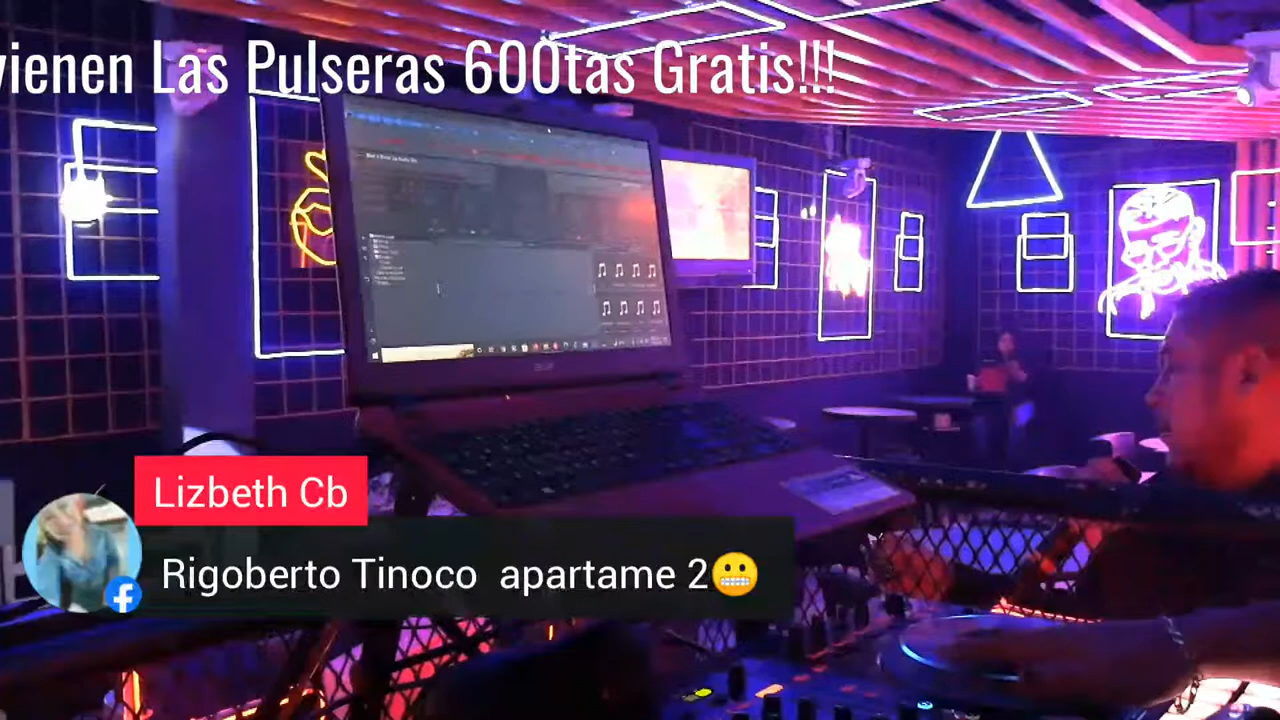 vienen Las Pulseras 600tas Gratis!!!
Lizbeth Cb
Rigoberto Tinoco apartame 2😬